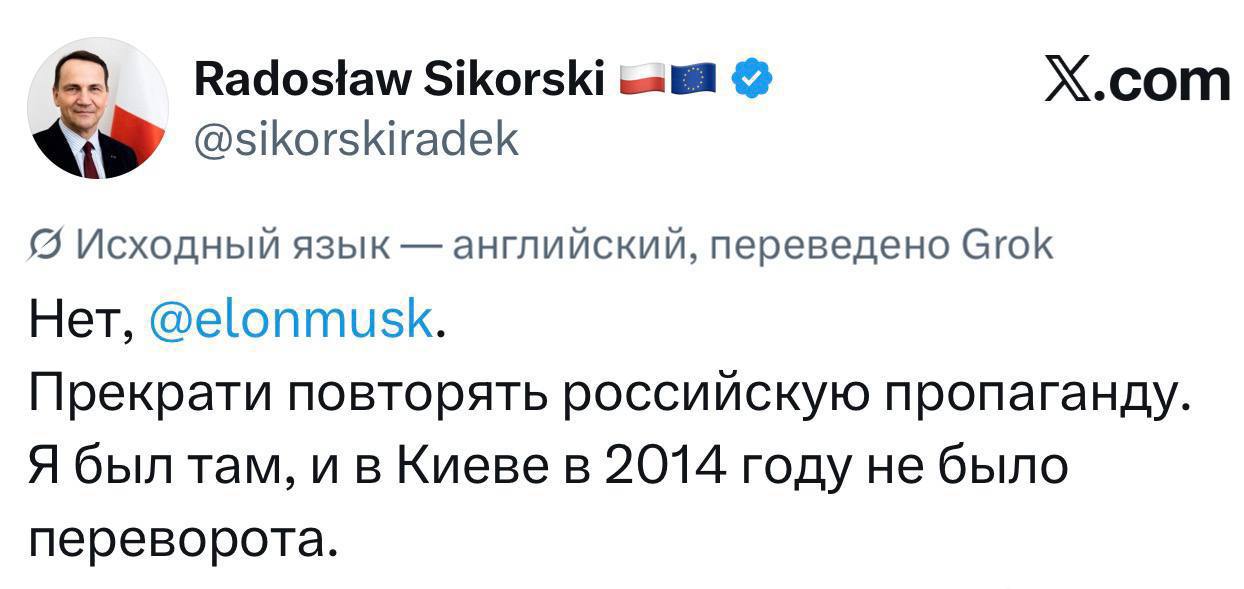 Radosław Sikorski 🇵🇱🇪🇺
X.com
@sikorskiradek
Исходный язык — английский, переведено Grok
Нет, @elonmusk.
Прекрати повторять российскую пропаганду.
Я был там, и в Киеве в 2014 году не было
переворота.